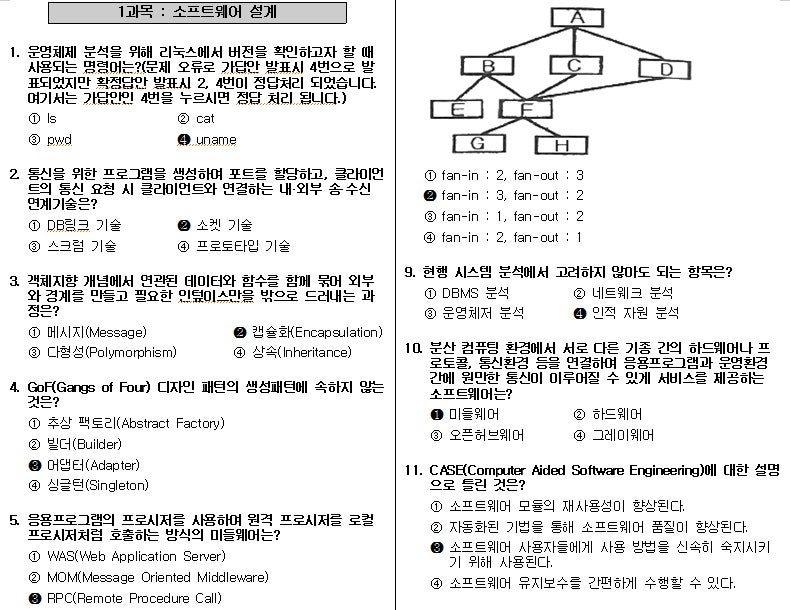 1과목 : 소프트웨어 설계
1. 운영체제 분석을 위해 리눅스에서 버전을 확인하고자 할 때
사용되는 명령어는?(문제 오류로 가답안 발표시 4번으로 발
표되었지만 확정답안 발표시 2, 4번이 정답처리 되었습니다.
여기서는 가답안인 4번을 누르시면 정답 처리 됩니다.)
① ls ② cat
③ pwd ❹ uname
2. 통신을 위한 프로그램을 생성하여 포트를 할당하고, 클라이언
트의 통신 요청 시 클라이언트와 연결하는 내·외부 송·수신
연계기술은?
① DB링크 기술 ❷ 소켓 기술
③ 스크럼 기술 ④ 프로토타입 기술
3. 객체지향 개념에서 연관된 데이터와 함수를 함께 묶어 외부
와 경계를 만들고 필요한 인터페이스만을 밖으로 드러내는 과
정은?
① 메시지(Message) ❷ 캡슐화(Encapsulation)
③ 다형성(Polymorphism) ④ 상속(Inheritance)
4. GoF(Gangs of Four) 디자인 패턴의 생성패턴에 속하지 않는
것은?
① 추상 팩토리(Abstract Factory)
② 빌더(Builder)
❸ 어댑터(Adapter)
④ 싱글턴(Singleton)
5. 응용프로그램의 프로시저를 사용하여 원격 프로시저를 로컬
프로시저처럼 호출하는 방식의 미들웨어는?
① WAS(Web Application Server)
② MOM(Message Oriented Middleware)
❸ RPC(Remote Procedure Call)
A
B C D
E F
G H
① fan-in : 2, fan-out : 3
❷ fan-in : 3, fan-out : 2
③ fan-in : 1, fan-out : 2
④ fan-in : 2, fan-out : 1
9. 현행 시스템 분석에서 고려하지 않아도 되는 항목은?
① DBMS 분석 ② 네트워크 분석
③ 운영체제 분석 ❹ 인적 자원 분석
10. 분산 컴퓨팅 환경에서 서로 다른 기종 간의 하드웨어나 프
로토콜, 통신환경 등을 연결하여 응용프로그램과 운영환경
간에 원만한 통신이 이루어질 수 있게 서비스를 제공하는
소프트웨어는?
❶ 미들웨어 ② 하드웨어
③ 오픈허브웨어 ④ 그레이웨어
11. CASE(Computer Aided Software Engineering)에 대한 설명
으로 틀린 것은?
① 소프트웨어 모듈의 재사용성이 향상된다.
② 자동화된 기법을 통해 소프트웨어 품질이 향상된다.
❸ 소프트웨어 사용자들에게 사용 방법을 신속히 숙지시키
기 위해 사용된다.
④ 소프트웨어 유지보수를 간편하게 수행할 수 있다.